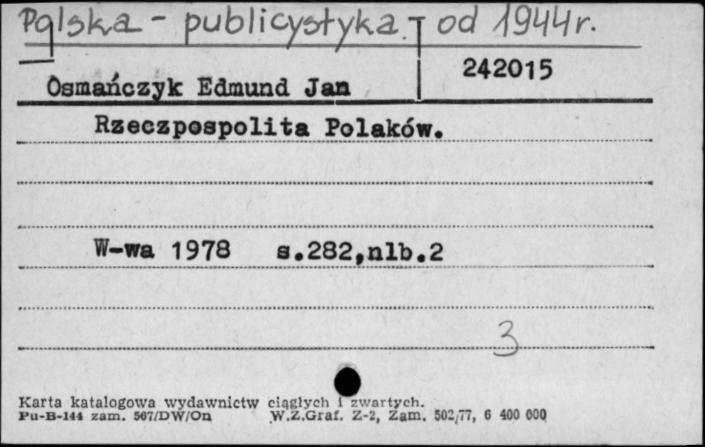 Polska - publicystyka - od 1944 r.
242015
Osmańczyk Edmund Jan
Rzeczpospolita Polaków.
W-wa 1978 s.282,nlb.2
3
Karta katalogowa wydawnictw ciągłych i zwartych.
Pu-B-144 zam. 567/DW/On W.Z.Graf. Z-2, Zam. 502/77, 6 400 000